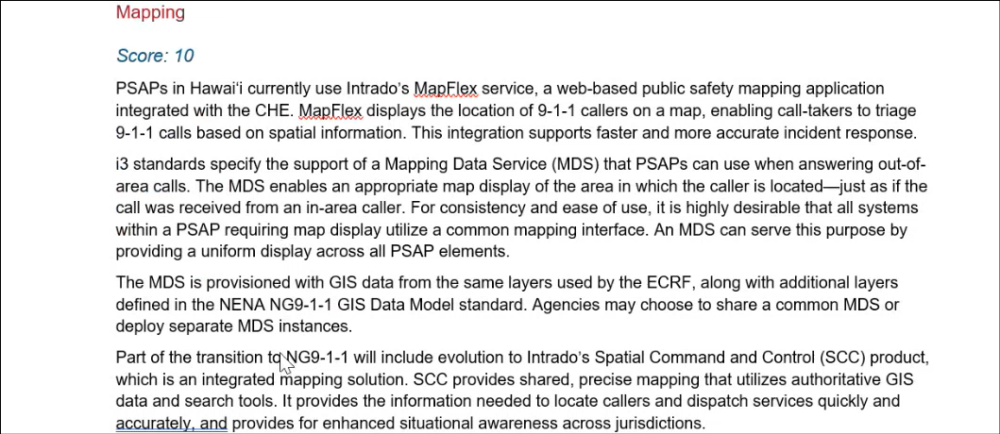 Mapping
Score: 10
PSAPs in Hawaiʻi currently use Intrado’s MapFlex service, a web-based public safety mapping application
integrated with the CHE. MapFlex displays the location of 9-1-1 callers on a map, enabling call-takers to triage
9-1-1 calls based on spatial information. This integration supports faster and more accurate incident response.
i3 standards specify the support of a Mapping Data Service (MDS) that PSAPs can use when answering out-of-
area calls. The MDS enables an appropriate map display of the area in which the caller is located—just as if the
call was received from an in-area caller. For consistency and ease of use, it is highly desirable that all systems
within a PSAP requiring map display utilize a common mapping interface. An MDS can serve this purpose by
providing a uniform display across all PSAP elements.
The MDS is provisioned with GIS data from the same layers used by the ECRF, along with additional layers
defined in the NENA NG9-1-1 GIS Data Model standard. Agencies may choose to share a common MDS or
deploy separate MDS instances.
Part of the transition to NG9-1-1 will include evolution to Intrado’s Spatial Command and Control (SCC) product,
which is an integrated mapping solution. SCC provides shared, precise mapping that utilizes authoritative GIS
data and search tools. It provides the information needed to locate callers and dispatch services quickly and
accurately, and provides for enhanced situational awareness across jurisdictions.